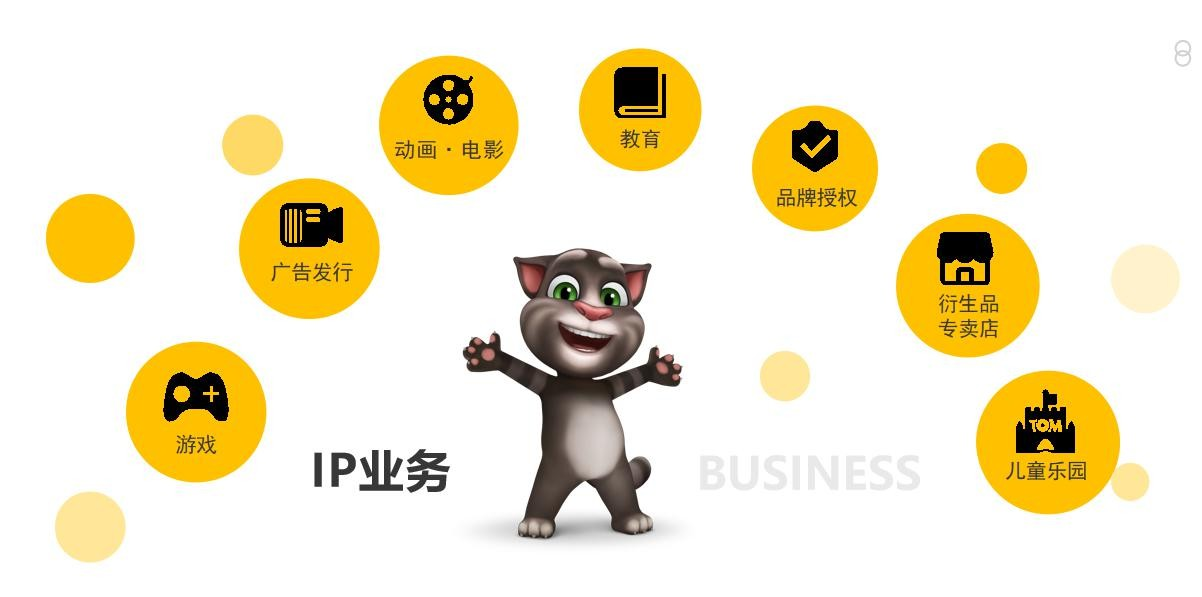 动画·电影
教育
品牌授权
广告发行
衍生品
专卖店
游戏
TOM
儿童乐园
IP业务
BUSINESS